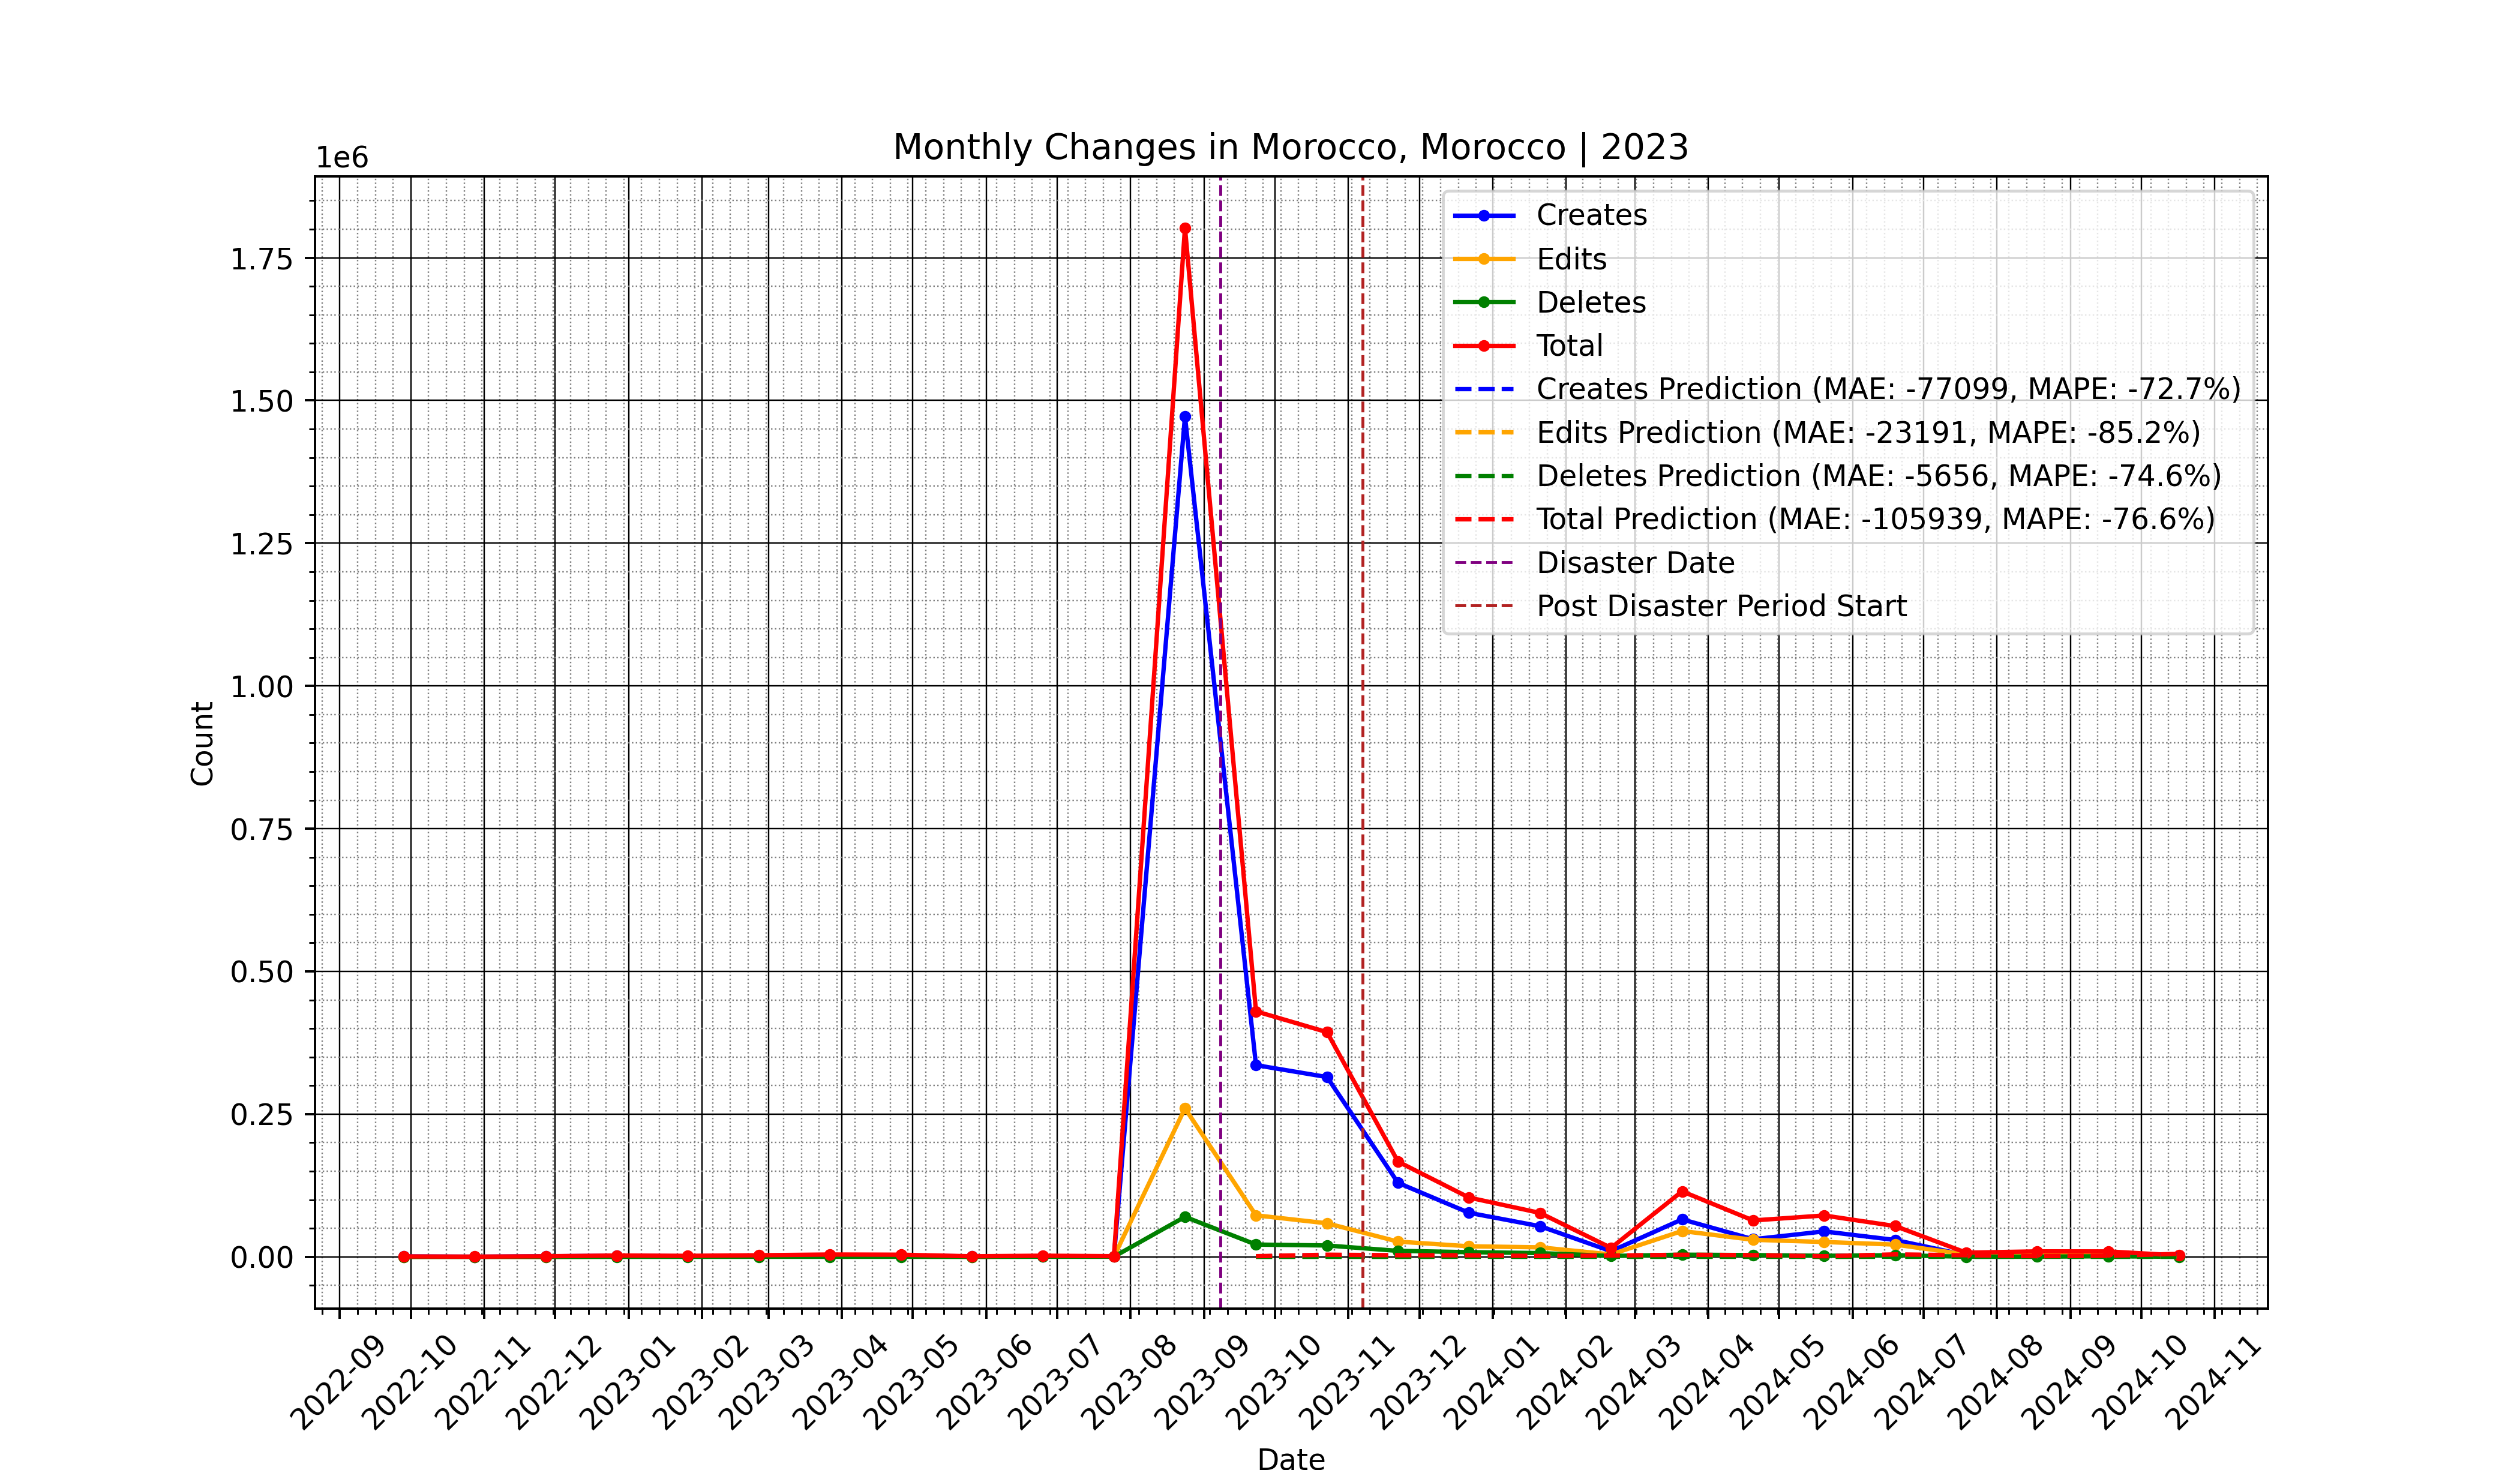 Monthly Changes in Morocco, Morocco | 2023
1e6
Creates
Edits
Deletes
Total
Creates Prediction (MAE: -77099, MAPE: -72.7%)
Edits Prediction (MAE: -23191, MAPE: -85.2%)
Deletes Prediction (MAE: -5656, MAPE: -74.6%)
Total Prediction (MAE: -105939, MAPE: -76.6%)
Disaster Date
Post Disaster Period Start
1.75
1.50
1.25
1.00
0.75
0.50
0.25
0.00
Count
2022-09
2022-10
2022-11
2022-12
2023-01
2023-02
2023-03
2023-04
2023-05
2023-06
2023-07
2023-08
2023-09
2023-10
2023-11
2023-12
2024-01
2024-02
2024-03
2024-04
2024-05
2024-06
2024-07
2024-08
2024-09
2024-10
2024-11
Date